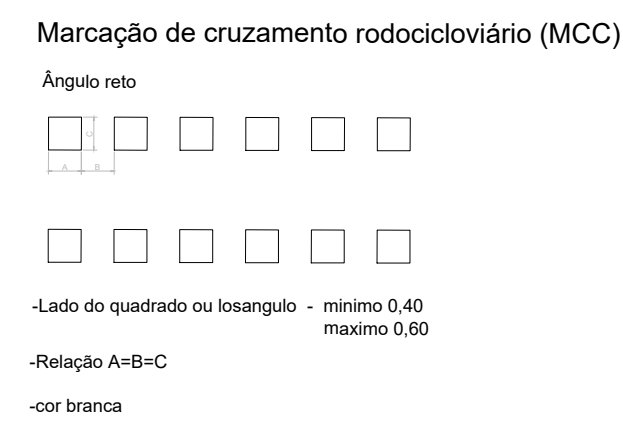 Marcação de cruzamento rodocicloviário (MCC)
Ângulo reto
C
A B
-Lado do quadrado ou losangulo - minimo 0,40
maximo 0,60
-Relação A=B=C
-cor branca